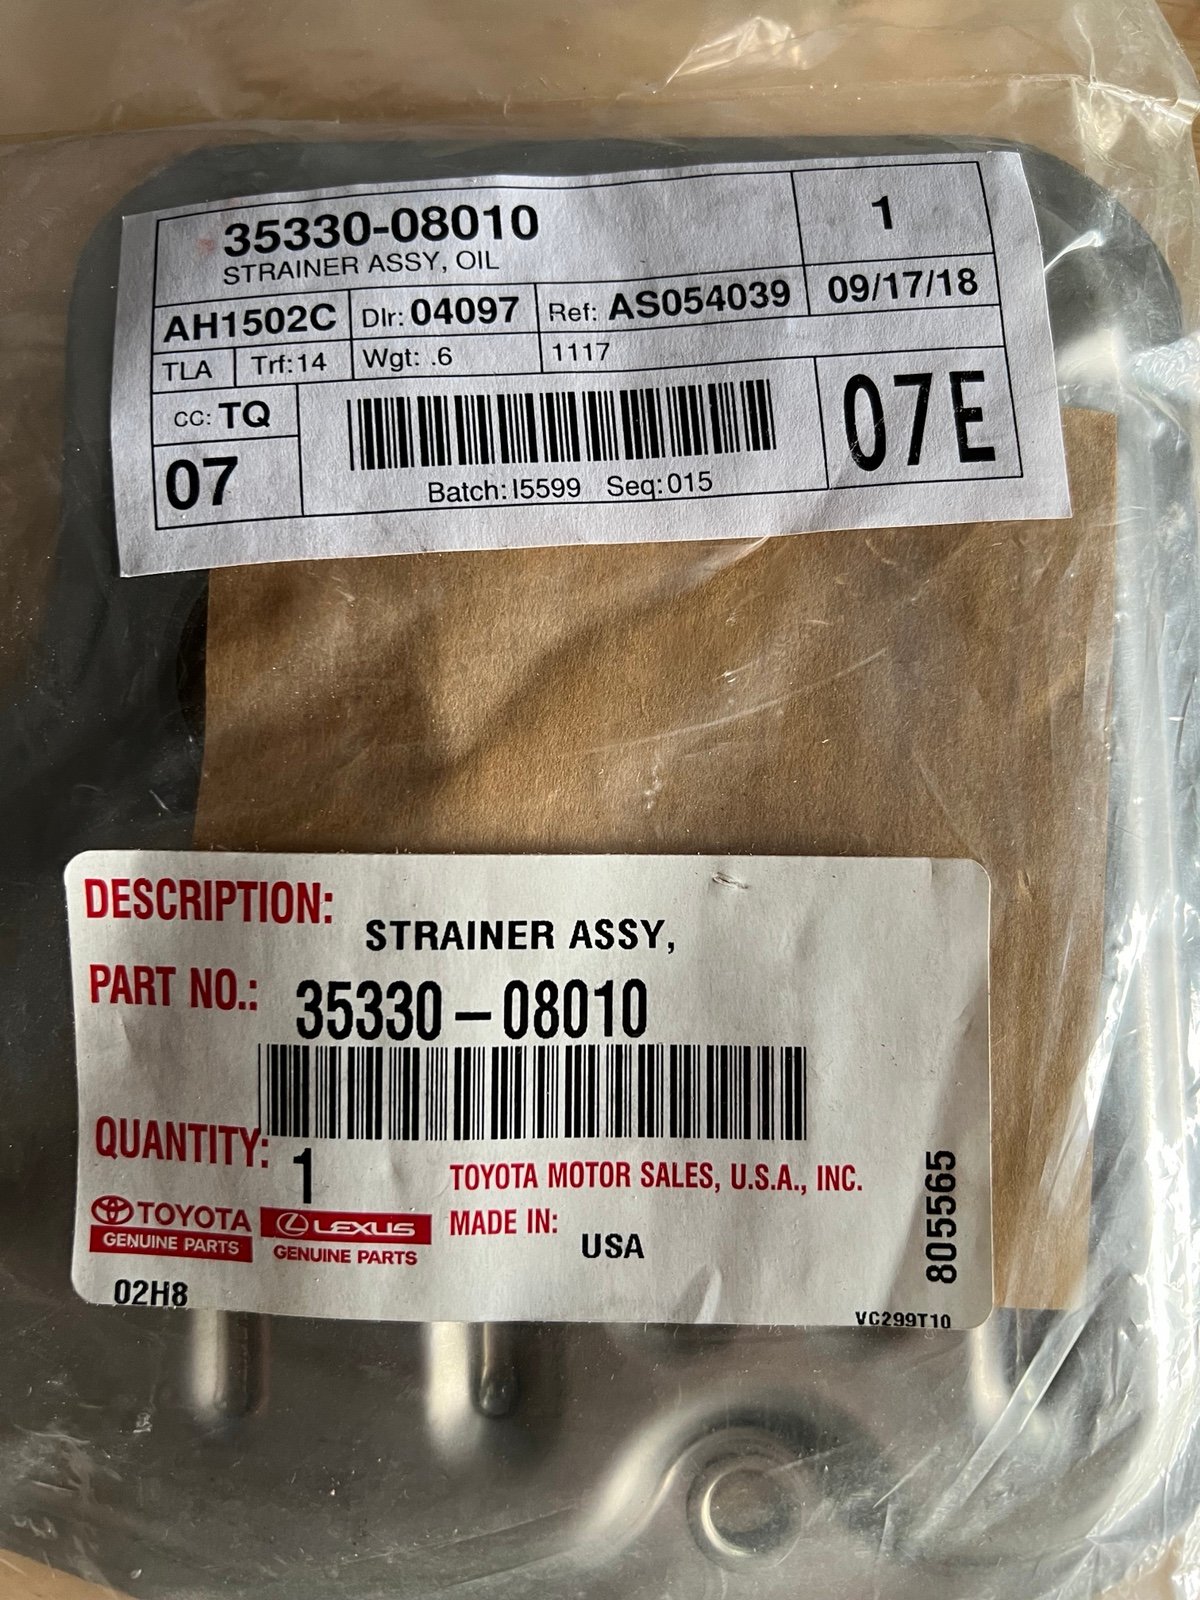 35330-08010
1
STRAINER ASSY, OIL
AH1502C
Dlr: 04097
Ref: AS054039
09/17/18
TLA
Trf: 14
Wgt: .6
1117
CC: TQ
07
07E
Batch: I5599 Seq: 015
DESCRIPTION:
STRAINER ASSY,
PART NO.:
35330-08010
QUANTITY:
1
TOYOTA MOTOR SALES, U.S.A., INC.
TOYOTA
GENUINE PARTS
LEXUS
GENUINE PARTS
MADE IN:
USA
805565
02H8
VC299T10